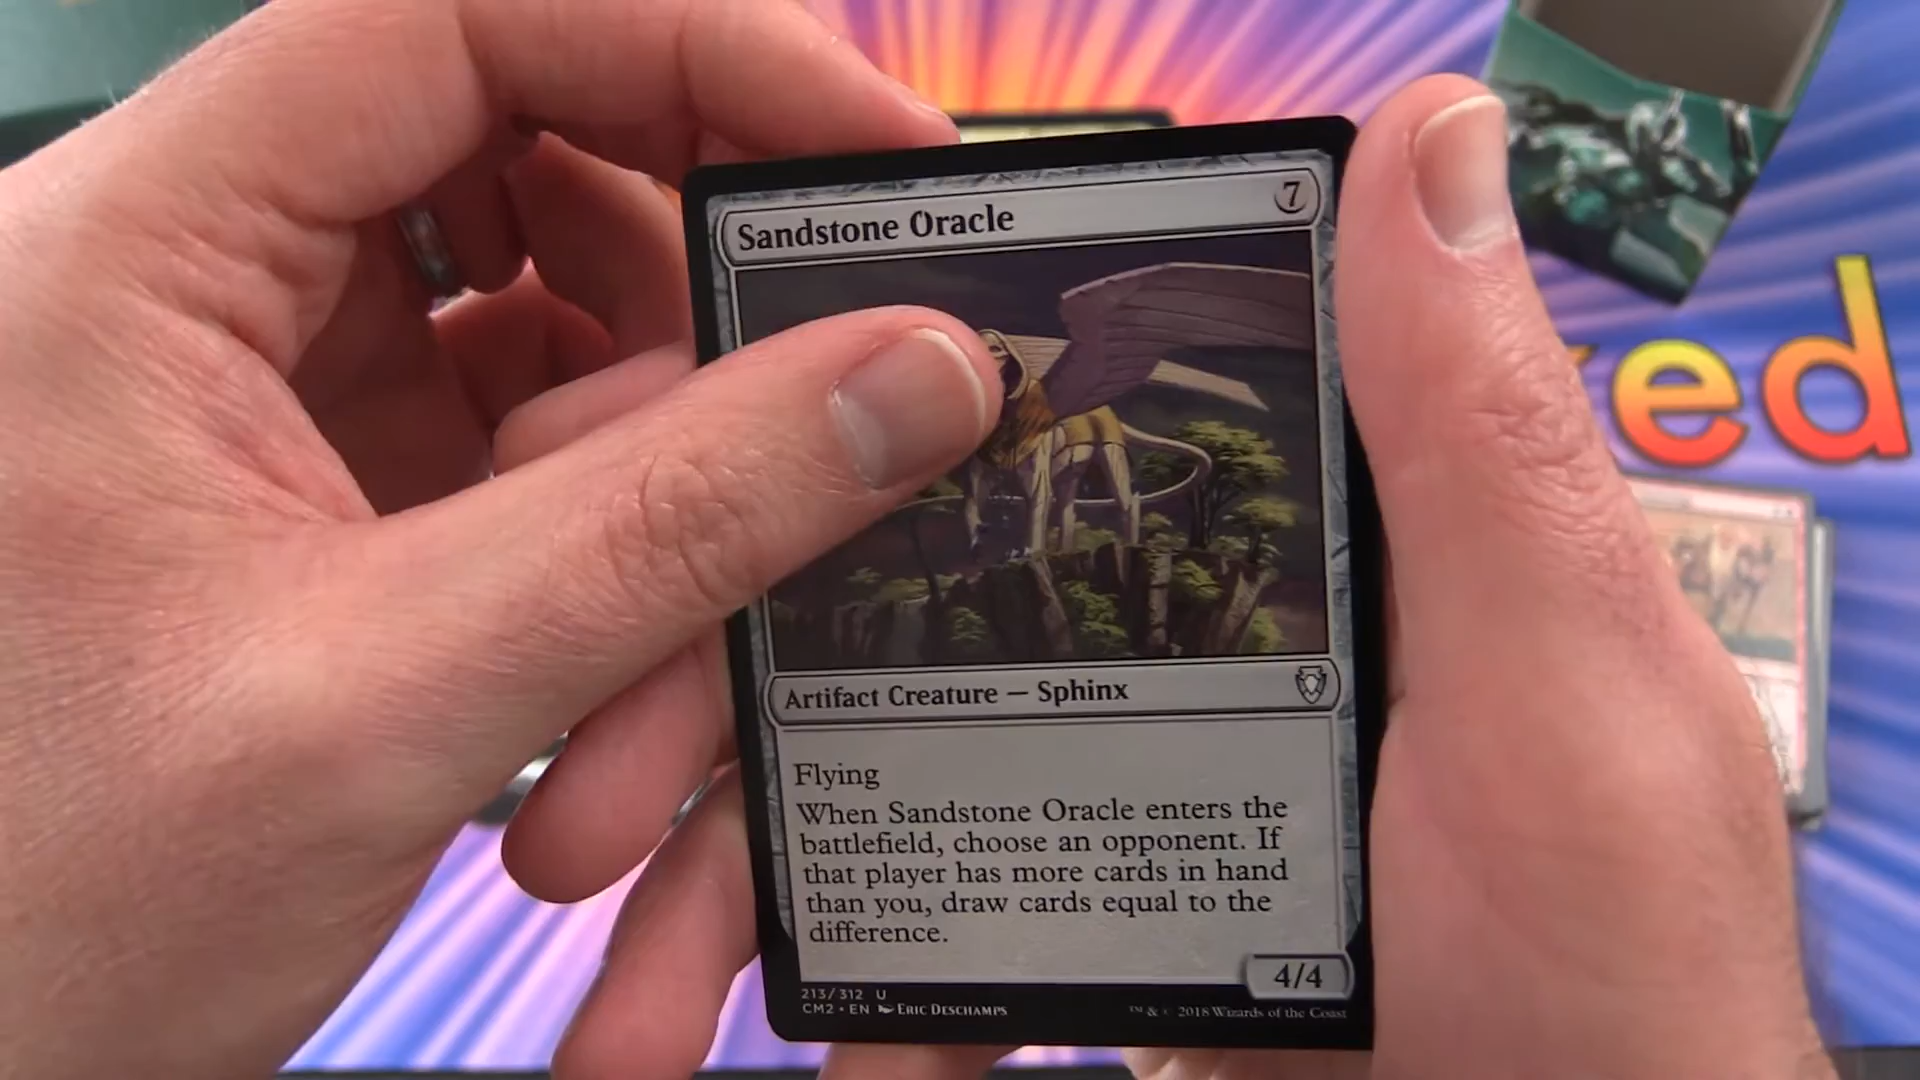 Sandstone Oracle
7
ed
Artifact Creature — Sphinx
Flying
When Sandstone Oracle enters the
battlefield, choose an opponent. If
that player has more cards in hand
than you, draw cards equal to the
difference.
4/4
213/312 U
CM2 • EN Eric Deschamps
™ & © 2018 Wizards of the Coast